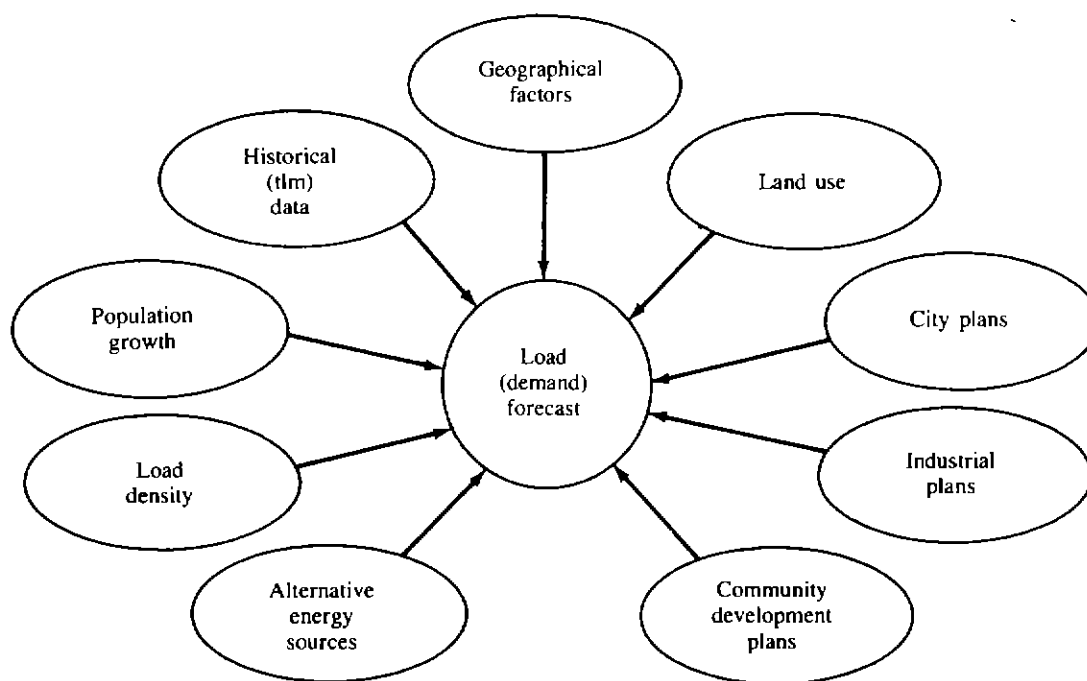 Geographical
factors
Historical
(tlm)
data
Land use
Population
growth
City plans
Load
(demand)
forecast
Load
density
Industrial
plans
Alternative
energy
sources
Community
development
plans